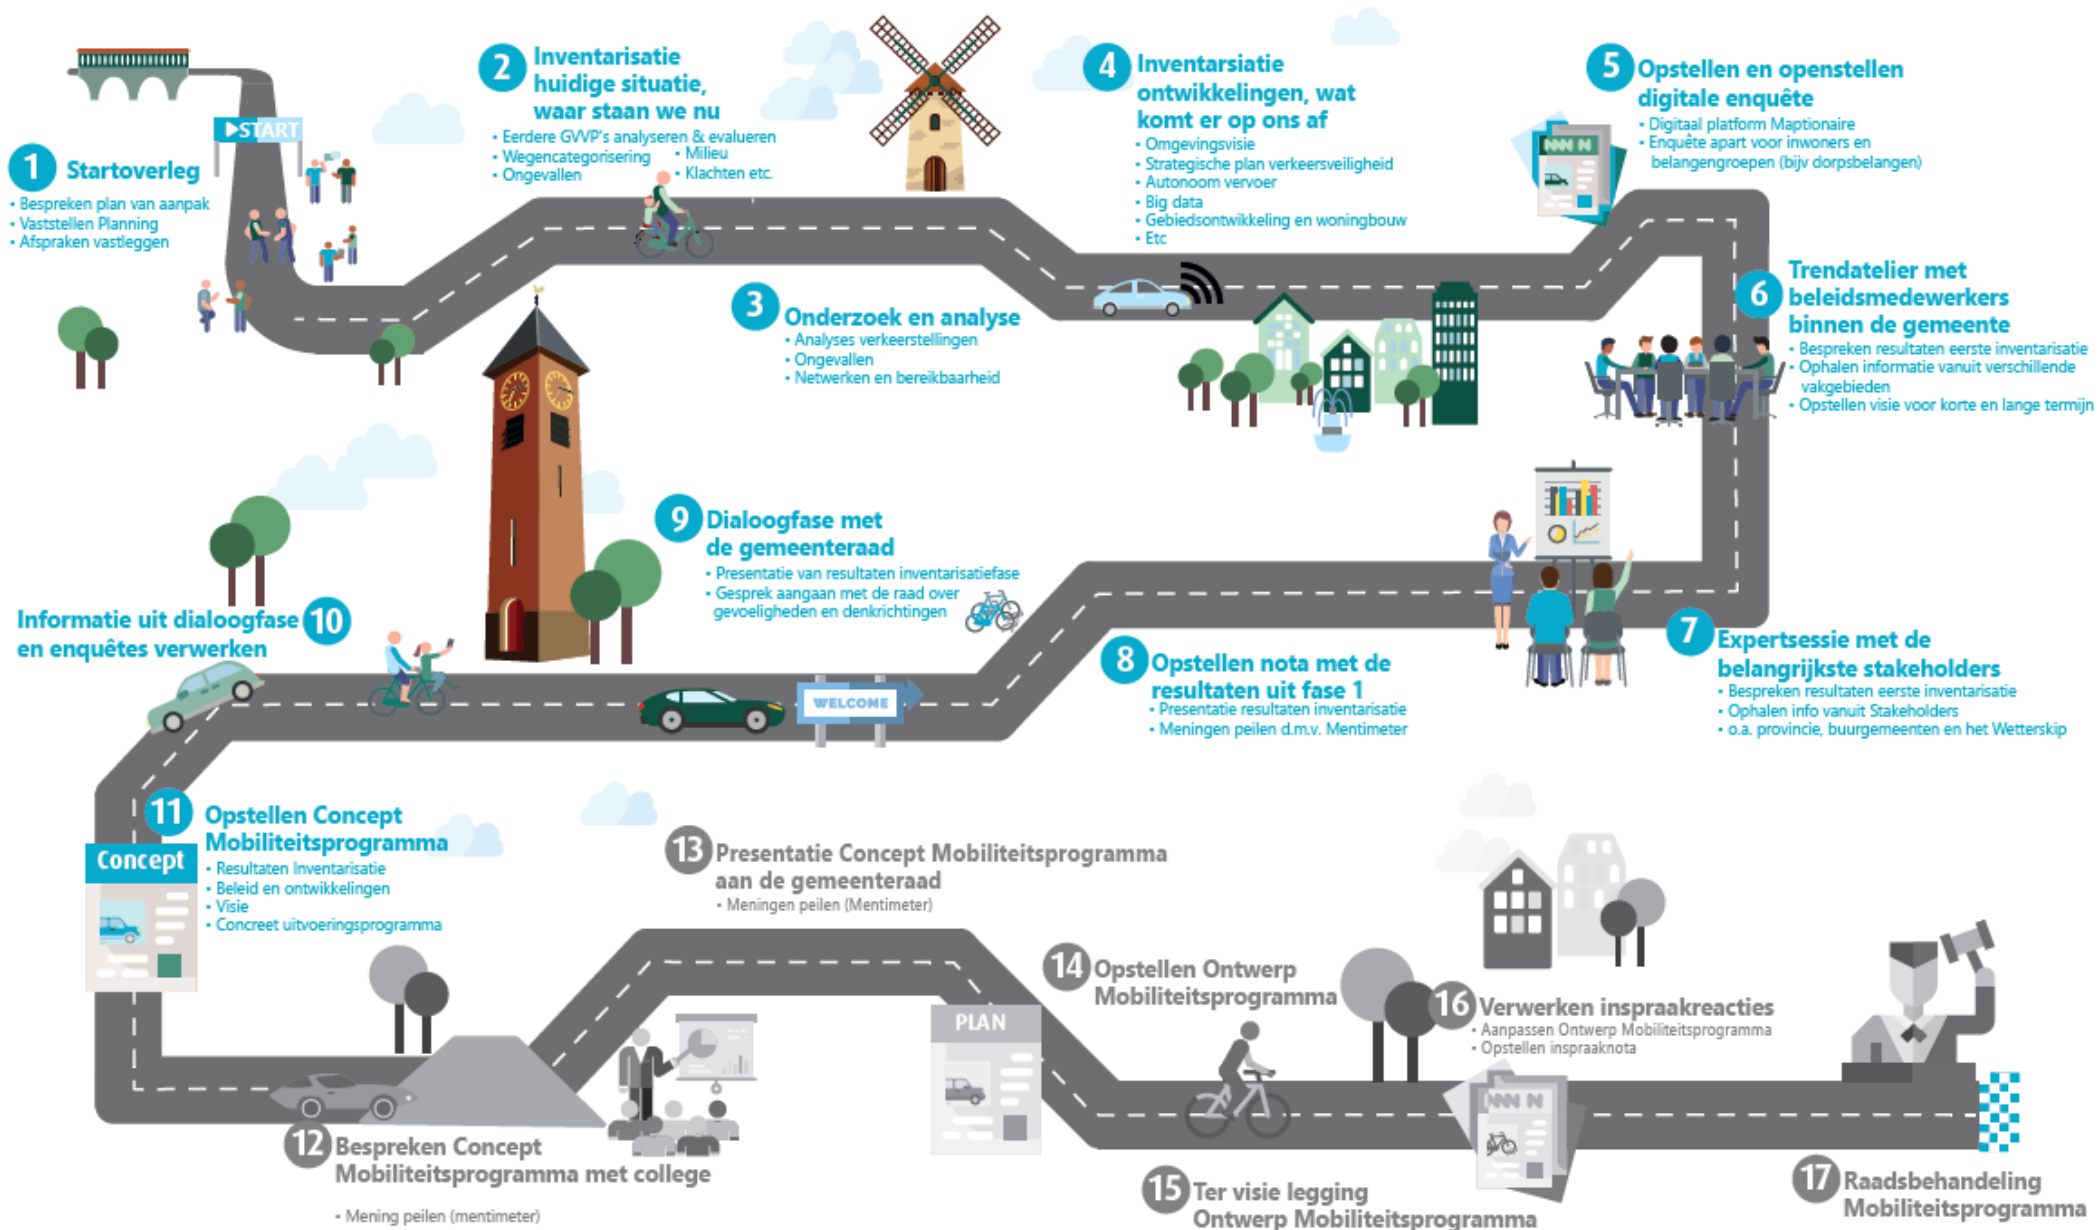 START
1 Startoverleg
• Bespreken plan van aanpak
• Vaststellen Planning
• Afspraken vastleggen
2 Inventarisatie
huidige situatie,
waar staan we nu
• Eerdere GVVP's analyseren & evalueren
• Wegencategorisering • Milieu
• Ongevallen • Klachten etc.
3 Onderzoek en analyse
• Analyses verkeerstellingen
• Ongevallen
• Netwerken en bereikbaarheid
4 Inventarsiatie
ontwikkelingen, wat
komt er op ons af
• Omgevingsvisie
• Strategische plan verkeersveiligheid
• Autonoom vervoer
• Big data
• Gebiedsontwikkeling en woningbouw
• Etc
5 Opstellen en openstellen
digitale enquête
• Digitaal platform Maptionaire
• Enquête apart voor inwoners en
belangengroepen (bijv dorpsbelangen)
NNN N
6 Trendatelier met
beleidsmedewerkers
binnen de gemeente
• Bespreken resultaten eerste inventarisatie
• Ophalen informatie vanuit verschillende
vakgebieden
• Opstellen visie voor korte en lange termijn
7 Expertsessie met de
belangrijkste stakeholders
• Bespreken resultaten eerste inventarisatie
• Ophalen info vanuit Stakeholders
• o.a. provincie, buurgemeenten en het Wetterskip
8 Opstellen nota met de
resultaten uit fase 1
• Presentatie resultaten inventarisatie
• Meningen peilen d.m.v. Mentimeter
9 Dialoogfase met
de gemeenteraad
• Presentatie van resultaten inventarisatiefase
• Gesprek aangaan met de raad over
gevoeligheden en denkrichtingen
WELCOME
Informatie uit dialoogfase 10
en enquêtes verwerken
11 Opstellen Concept
Mobiliteitsprogramma
• Resultaten Inventarisatie
• Beleid en ontwikkelingen
• Visie
• Concreet uitvoeringsprogramma
Concept
12 Bespreken Concept
Mobiliteitsprogramma met college
• Mening peilen (mentimeter)
13 Presentatie Concept Mobiliteitsprogramma
aan de gemeenteraad
• Meningen peilen (Mentimeter)
PLAN
14 Opstellen Ontwerp
Mobiliteitsprogramma
15 Ter visie legging
Ontwerp Mobiliteitsprogramma
16 Verwerken inspraakreacties
• Aanpassen Ontwerp Mobiliteitsprogramma
• Opstellen inspraaknota
NNN N
17 Raadsbehandeling
Mobiliteitsprogramma